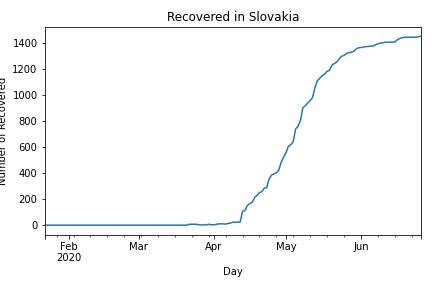 Recovered in Slovakia
Number of Recovered
1400
1200
1000
800
600
400
200
0
Feb
2020
Mar
Apr
May
Jun
Day